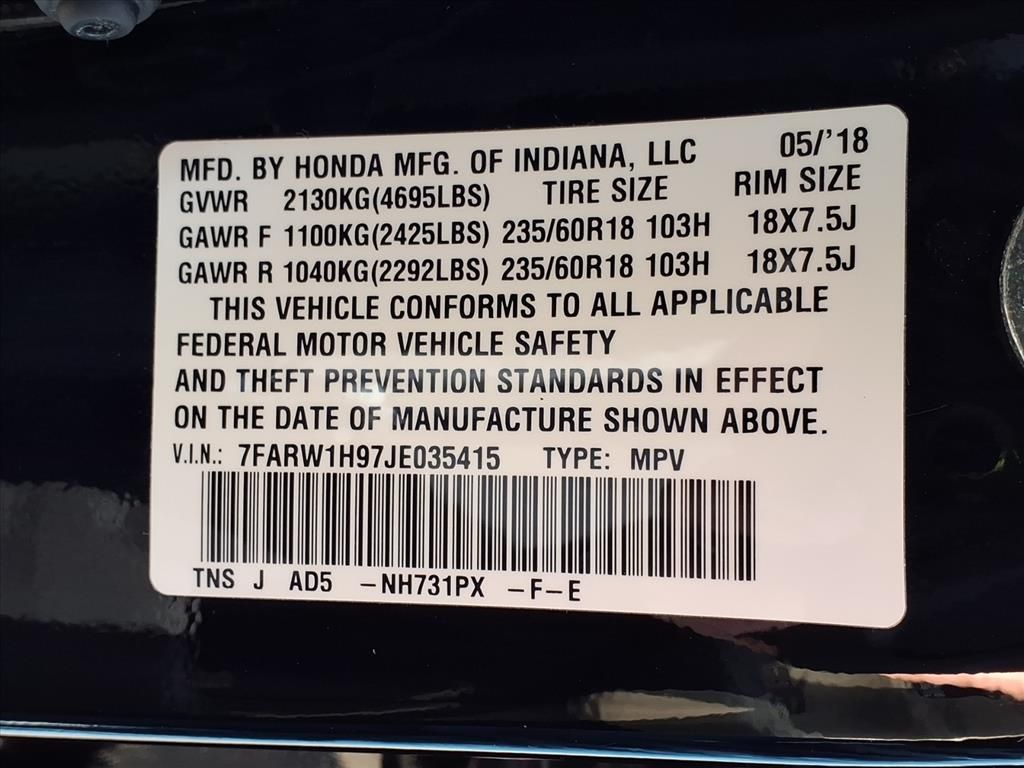 MFD. BY HONDA MFG. OF INDIANA, LLC 05/'18
GVWR 2130KG(4695LBS) TIRE SIZE RIM SIZE
GAWR F 1100KG(2425LBS) 235/60R18 103H 18X7.5J
GAWR R 1040KG(2292LBS) 235/60R18 103H 18X7.5J
THIS VEHICLE CONFORMS TO ALL APPLICABLE
FEDERAL MOTOR VEHICLE SAFETY
AND THEFT PREVENTION STANDARDS IN EFFECT
ON THE DATE OF MANUFACTURE SHOWN ABOVE.
V.I.N.: 7FARW1H97JE035415 TYPE: MPV
TNS J AD5 -NH731PX -F-E